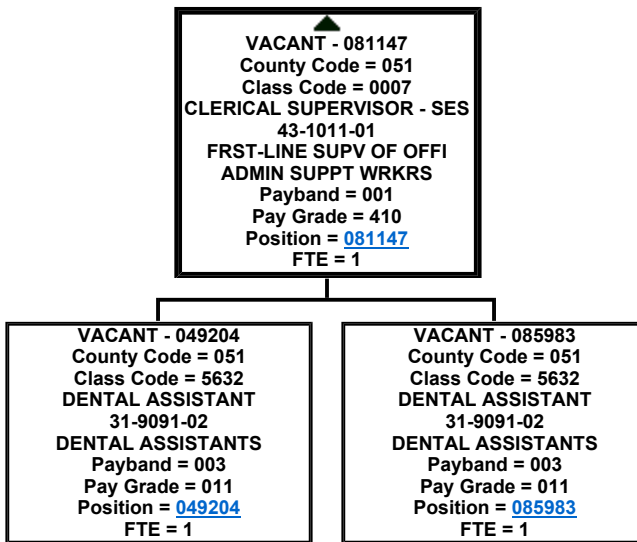 VACANT - 081147
County Code = 051
Class Code = 0007
CLERICAL SUPERVISOR - SES
43-1011-01
FRST-LINE SUPV OF OFFI
ADMIN SUPPT WRKRS
Payband = 001
Pay Grade = 410
Position = 081147
FTE = 1
VACANT - 049204
County Code = 051
Class Code = 5632
DENTAL ASSISTANT
31-9091-02
DENTAL ASSISTANTS
Payband = 003
Pay Grade = 011
Position = 049204
FTE = 1
VACANT - 085983
County Code = 051
Class Code = 5632
DENTAL ASSISTANT
31-9091-02
DENTAL ASSISTANTS
Payband = 003
Pay Grade = 011
Position = 085983
FTE = 1